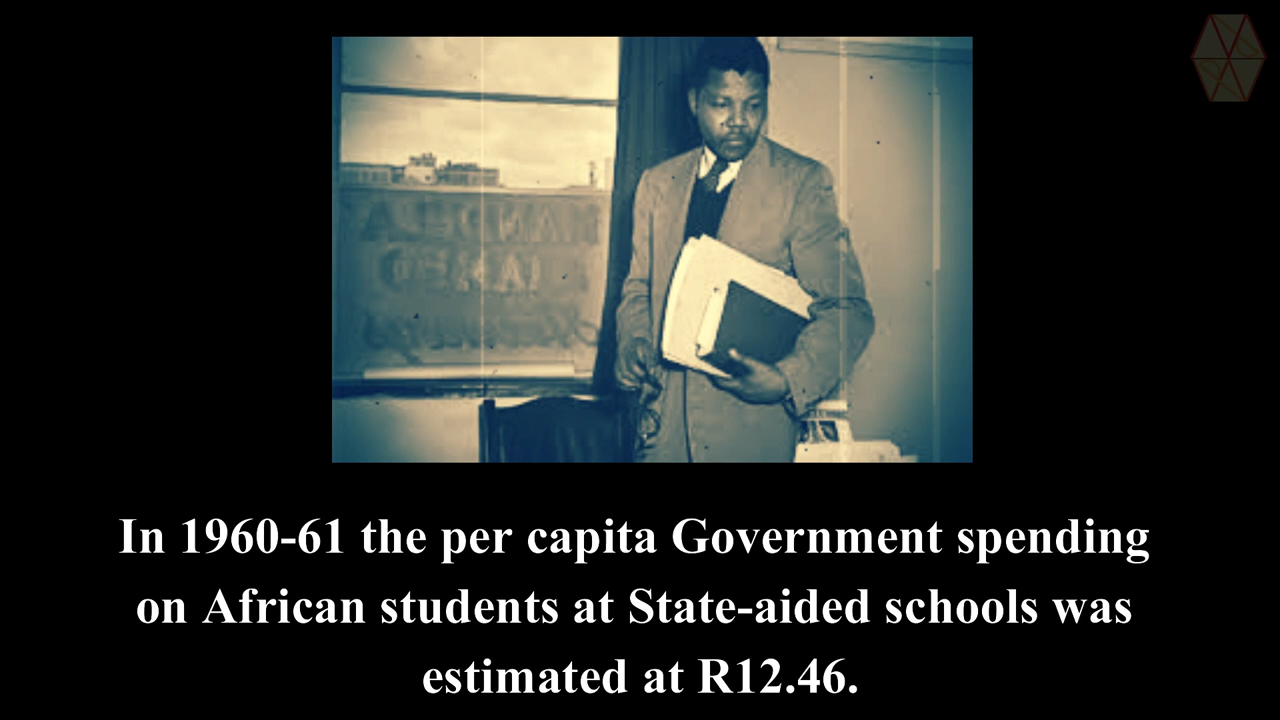 MANDELA
In 1960-61 the per capita Government spending
on African students at State-aided schools was
estimated at R12.46.